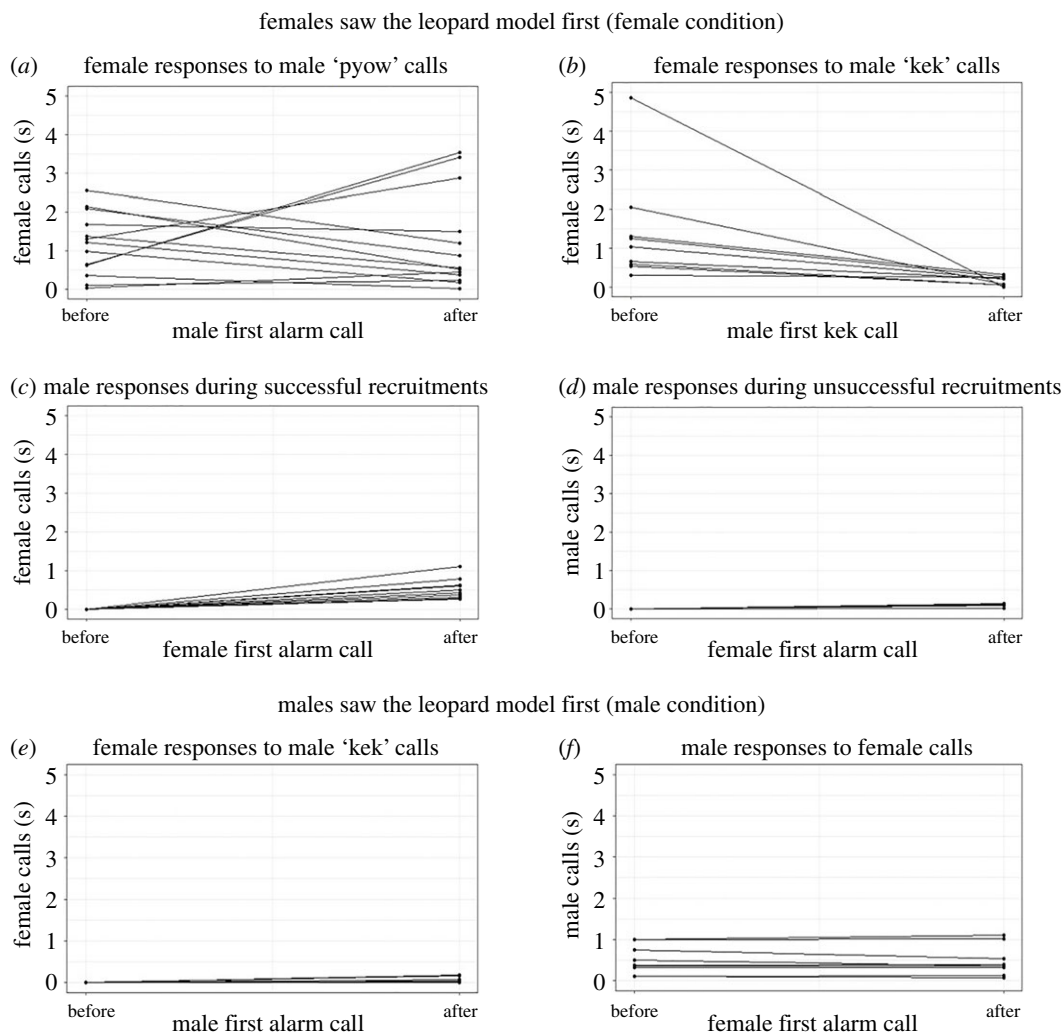 females saw the leopard model first (female condition)
(a) female responses to male ‘pyow’ calls
5
4
3
2
1
0
female calls (s)
before
after
male first alarm call
(b) female responses to male ‘kek’ calls
5
4
3
2
1
0
female calls (s)
before
after
male first kek call
(c) male responses during successful recruitments
5
4
3
2
1
0
female calls (s)
before
after
female first alarm call
(d) male responses during unsuccessful recruitments
5
4
3
2
1
0
male calls (s)
before
after
female first alarm call
males saw the leopard model first (male condition)
(e) female responses to male ‘kek’ calls
5
4
3
2
1
0
female calls (s)
before
after
male first alarm call
(f) male responses to female calls
5
4
3
2
1
0
male calls (s)
before
after
female first alarm call